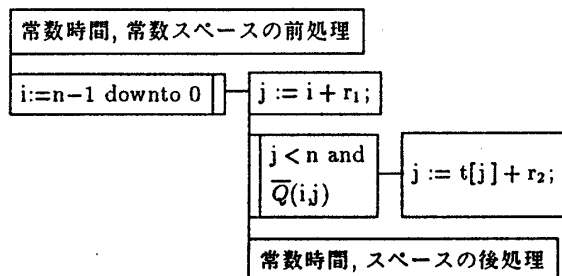 常数時間, 常数スペースの前処理
i:=n−1 downto 0
j := i + r₁;
j < n and
Q̅(i,j)
j := t[j] + r₂;
常数時間, スペースの後処理